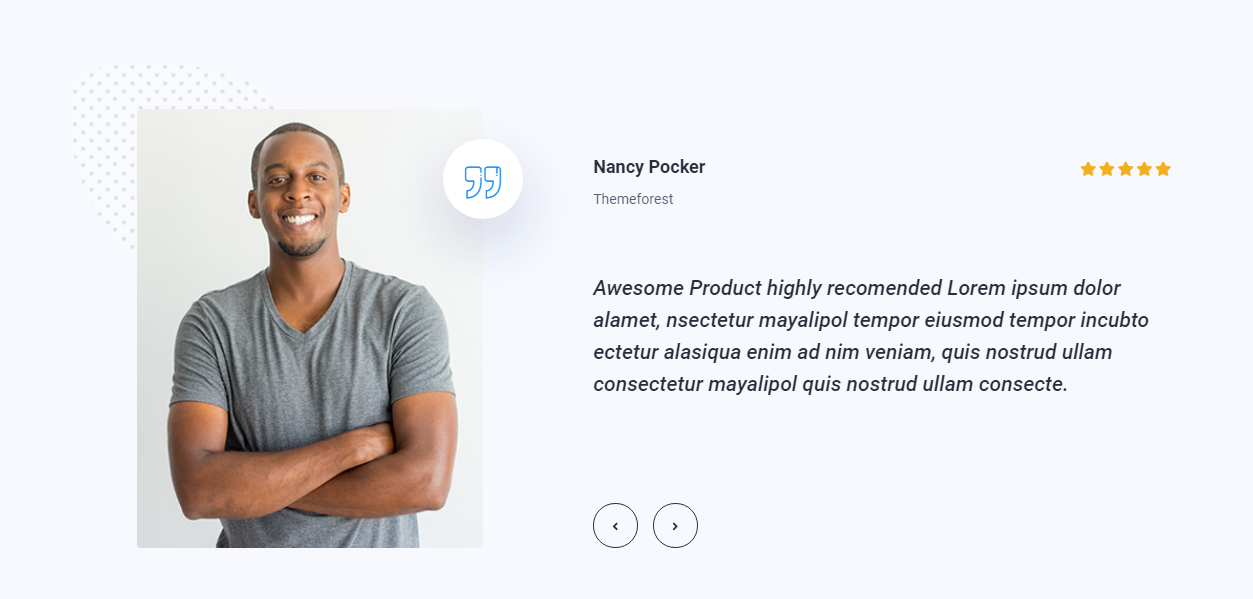 Nancy Pocker
Themeforest
Awesome Product highly recomended Lorem ipsum dolor
alamet, nsectetur mayalipol tempor eiusmod tempor incubto
ectetur alasiqua enim ad nim veniam, quis nostrud ullam
consectetur mayalipol quis nostrud ullam consecte.